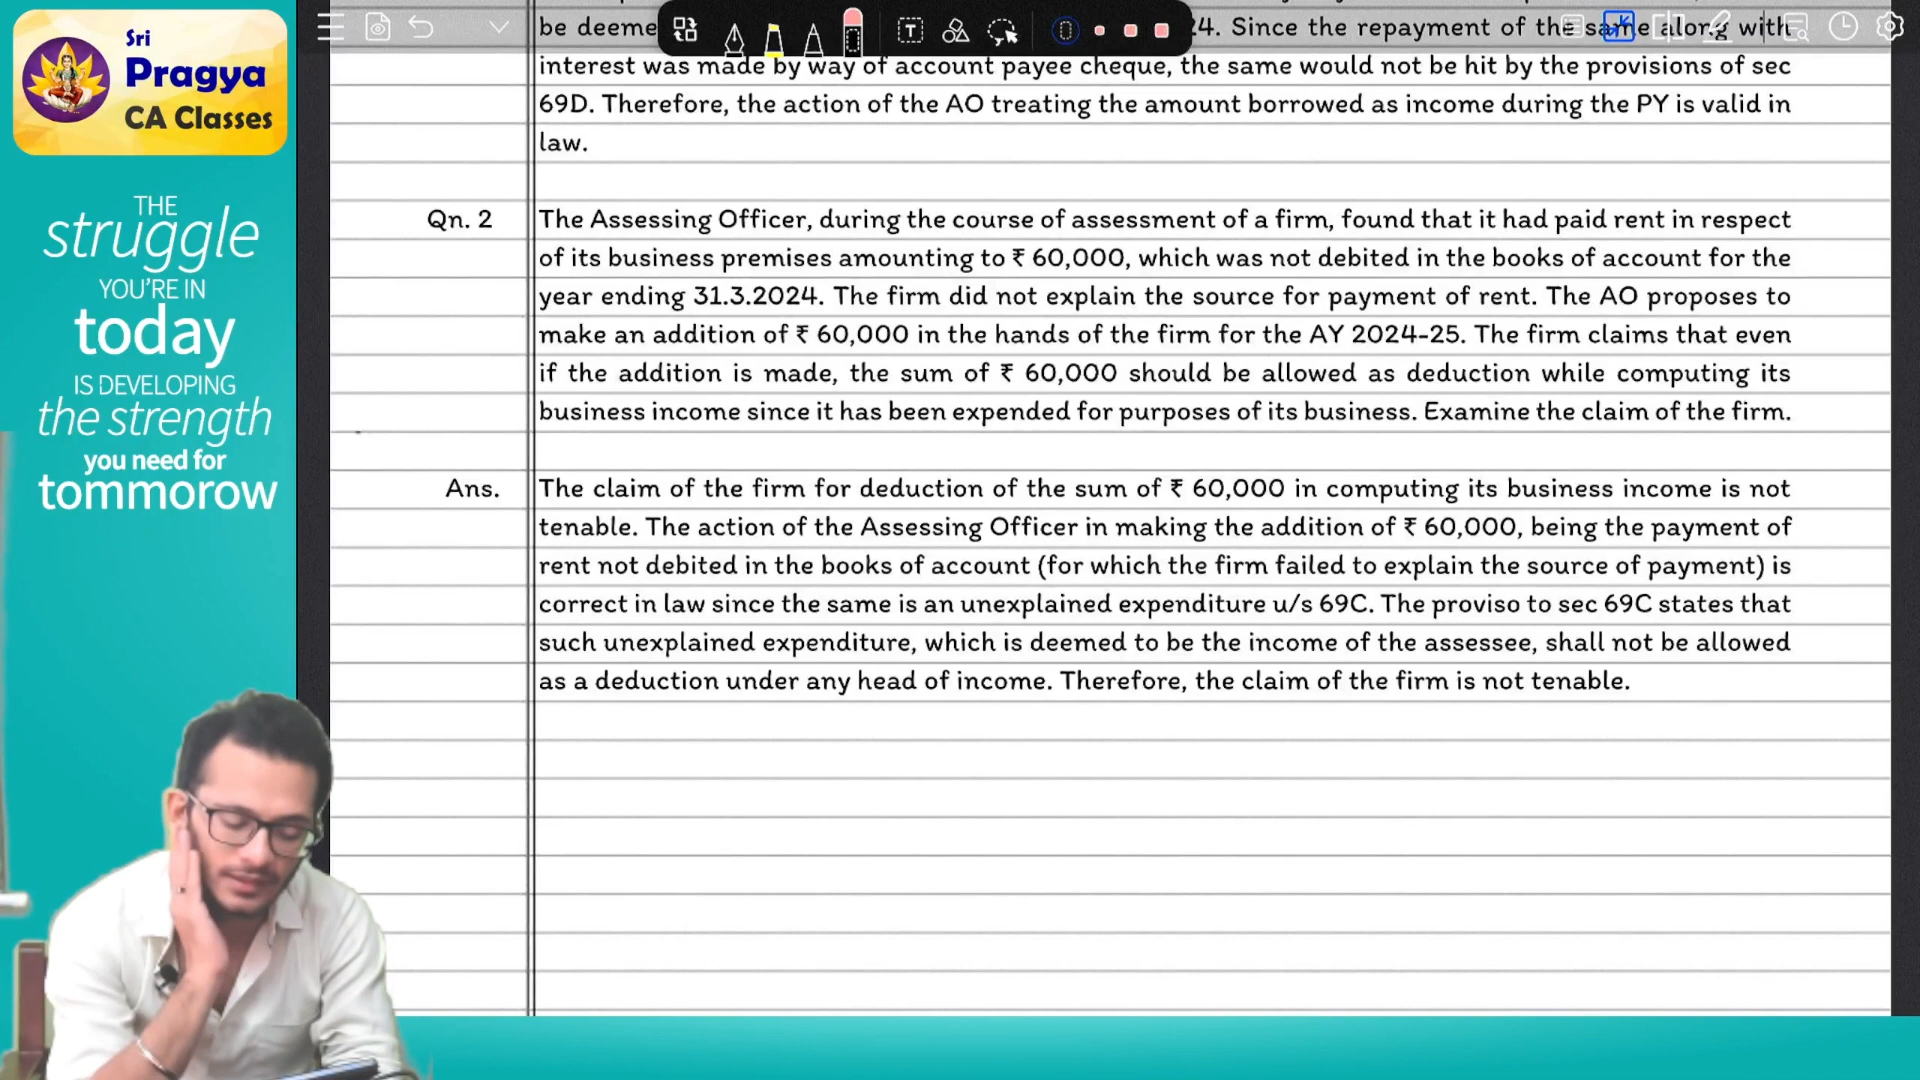 Sri
Pragya
CA Classes
THE
struggle
YOU'RE IN
today
IS DEVELOPING
the strength
you need for
tommorow
be deeme 24. Since the repayment of the same along with
interest was made by way of account payee cheque, the same would not be hit by the provisions of sec
69D. Therefore, the action of the AO treating the amount borrowed as income during the PY is valid in
law.
Qn. 2 The Assessing Officer, during the course of assessment of a firm, found that it had paid rent in respect
of its business premises amounting to ₹ 60,000, which was not debited in the books of account for the
year ending 31.3.2024. The firm did not explain the source for payment of rent. The AO proposes to
make an addition of ₹ 60,000 in the hands of the firm for the AY 2024-25. The firm claims that even
if the addition is made, the sum of ₹ 60,000 should be allowed as deduction while computing its
business income since it has been expended for purposes of its business. Examine the claim of the firm.
Ans. The claim of the firm for deduction of the sum of ₹ 60,000 in computing its business income is not
tenable. The action of the Assessing Officer in making the addition of ₹ 60,000, being the payment of
rent not debited in the books of account (for which the firm failed to explain the source of payment) is
correct in law since the same is an unexplained expenditure u/s 69C. The proviso to sec 69C states that
such unexplained expenditure, which is deemed to be the income of the assessee, shall not be allowed
as a deduction under any head of income. Therefore, the claim of the firm is not tenable.